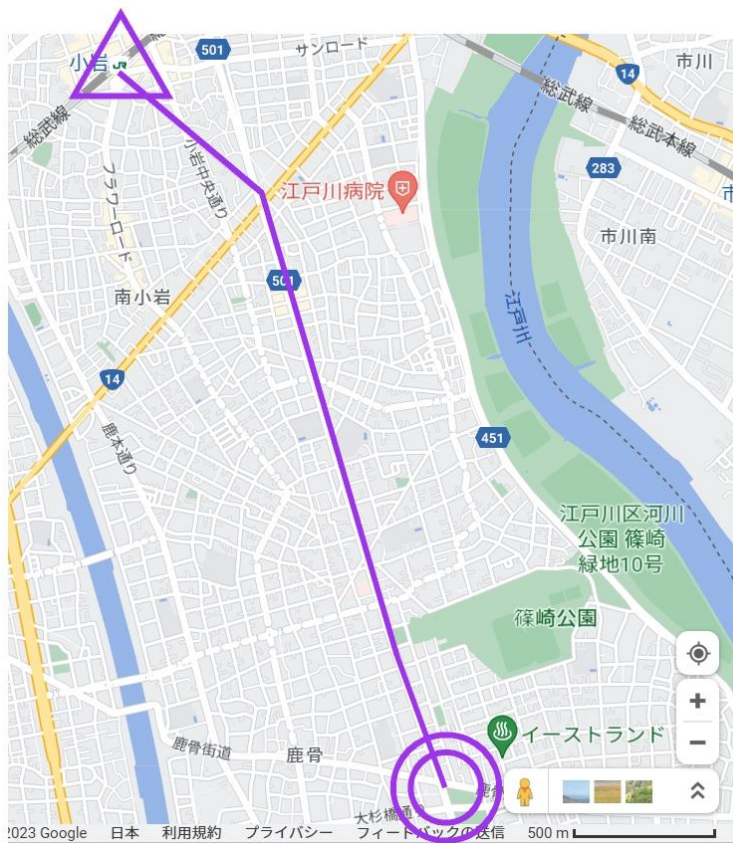 501
サンロード
市川
小岩
JR
14
総武線
総武本線
総武線
283
小岩中央通り
フラワーロード
江戸川病院
市川南
501
南小岩
江戸川
14
451
鹿本通り
江戸川区河川
公園 篠崎
緑地10号
篠崎公園
イーストランド
鹿骨街道
鹿骨
大杉橋通り
2023 Google
日本
利用規約
プライバシー
フィードバックの送信
500 m